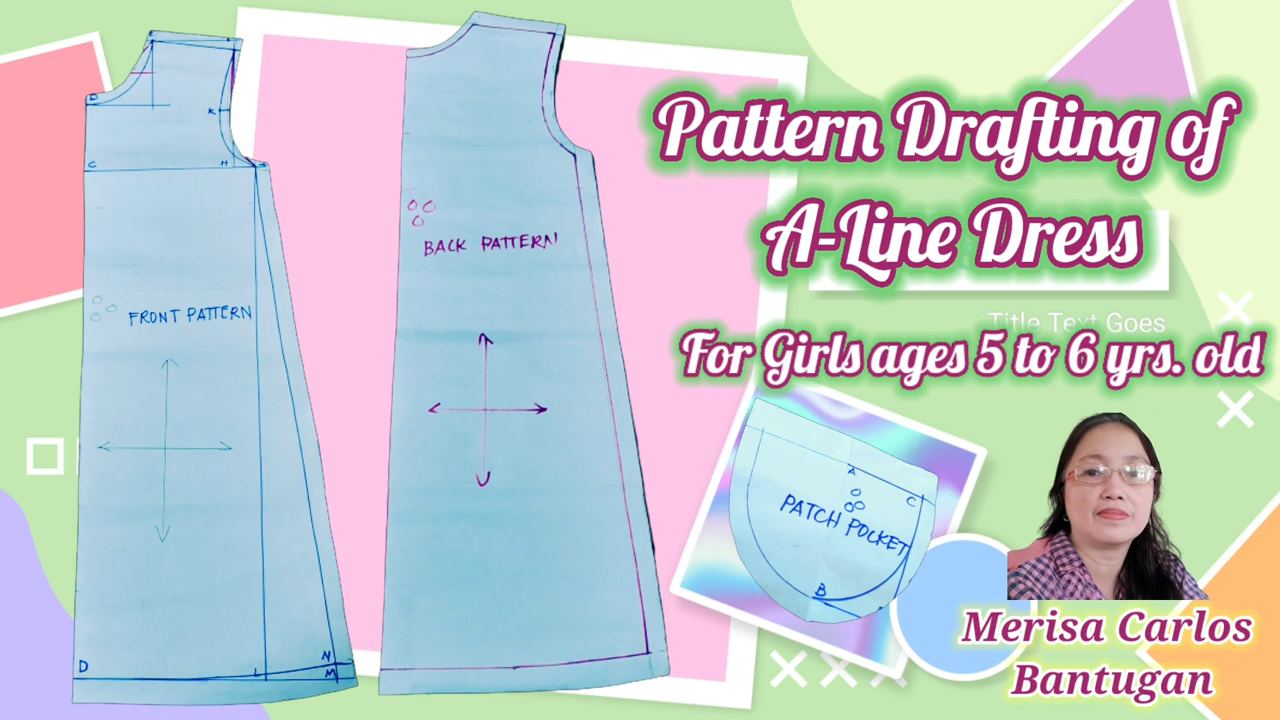 Pattern Drafting of
A-Line Dress
Title Text Goes
For Girls ages 5 to 6 yrs. old
D
K
C
H
FRONT PATTERN
D
L
N
M
BACK PATTERN
A
C
PATCH POCKET
B
Merisa Carlos
Bantugan